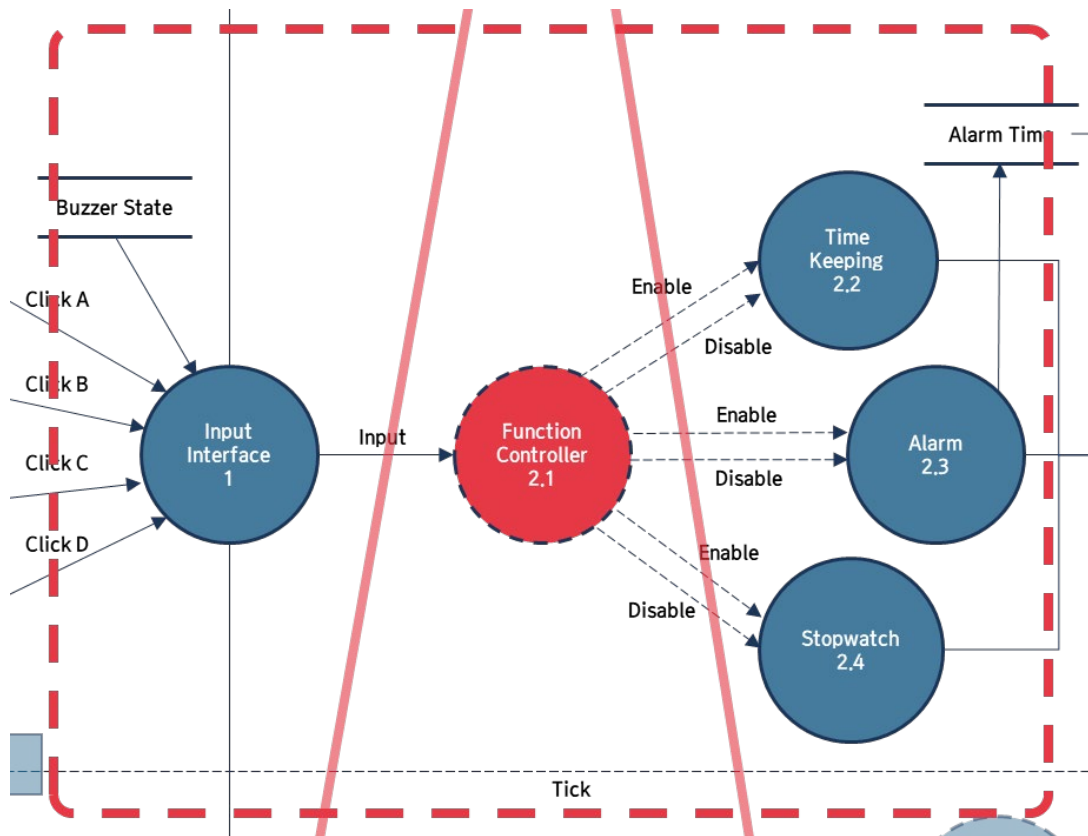 Alarm Time
Buzzer State
Time
Keeping
2.2
Enable
Click A
Disable
Click B
Enable
Input
Interface
1
Input
Function
Controller
2.1
Alarm
2.3
Click C
Disable
Click D
Enable
Disable
Stopwatch
2.4
Tick